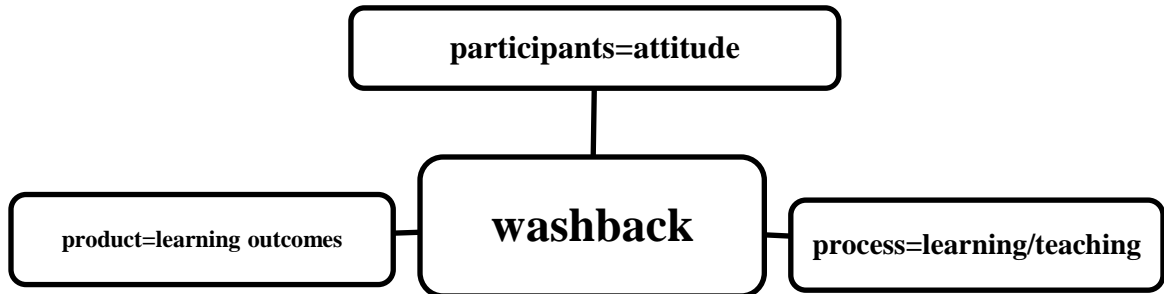 participants=attitude
washback
product=learning outcomes
process=learning/teaching